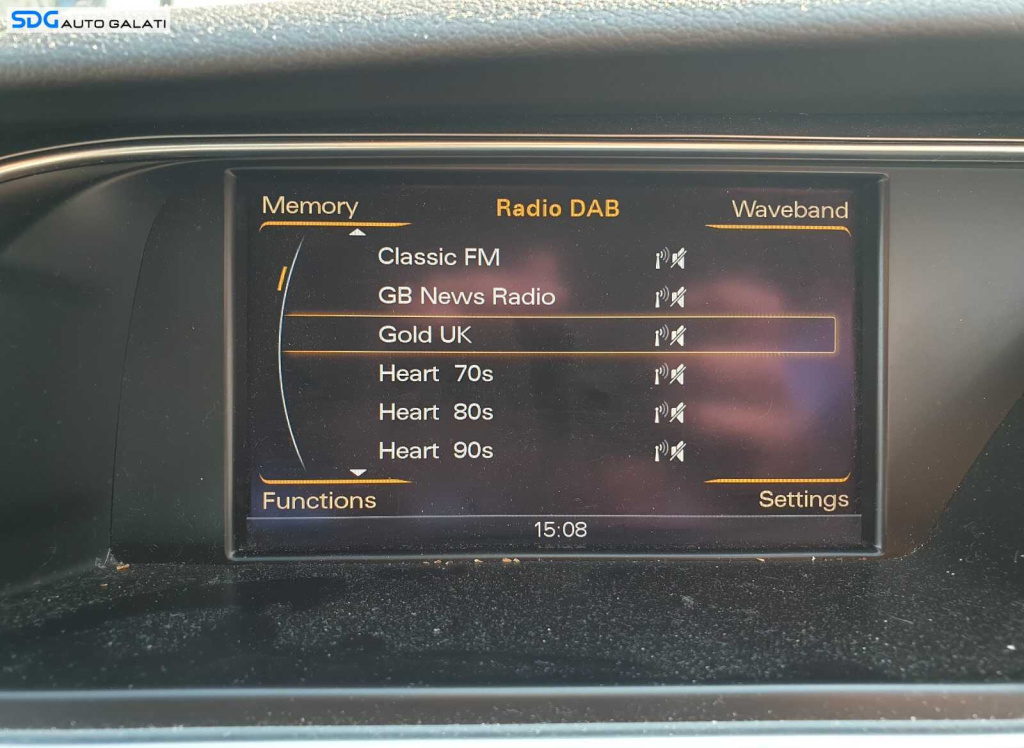 SDG AUTO GALATI
Memory
Radio DAB
Waveband
Classic FM
GB News Radio
Gold UK
Heart 70s
Heart 80s
Heart 90s
Functions
Settings
15:08